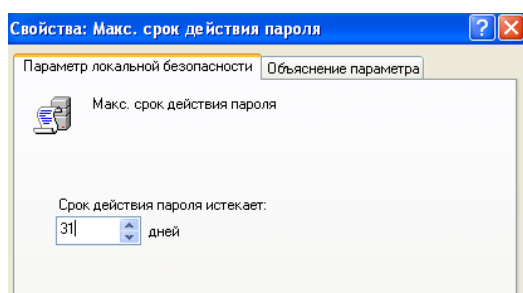 Свойства: Макс. срок действия пароля
Параметр локальной безопасности Объяснение параметра
Макс. срок действия пароля
Срок действия пароля истекает:
31 дней